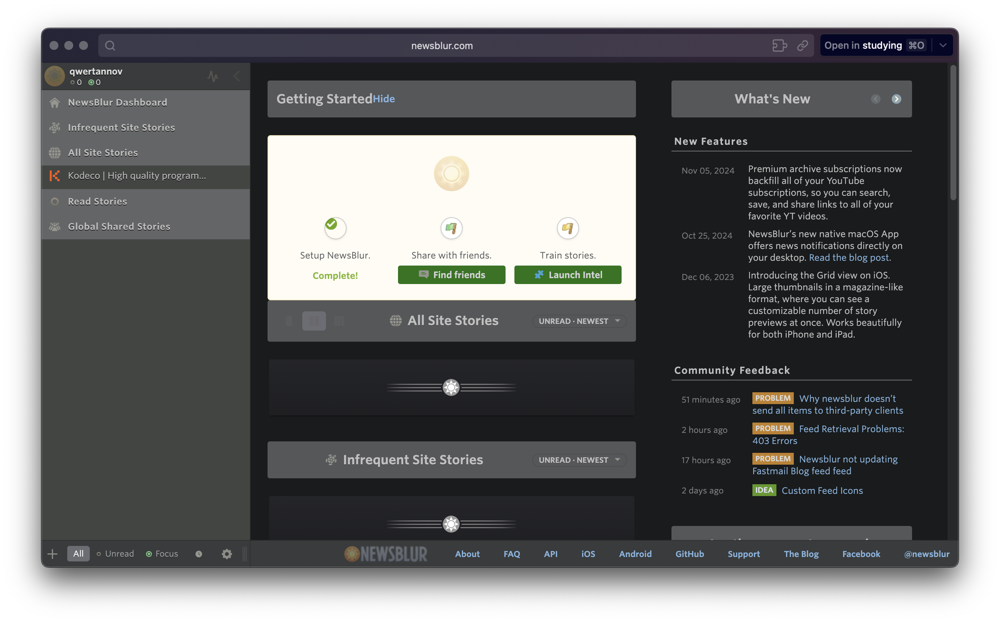 newsblur.com
Open in studying ⌘O
qwertannov
0 0
NewsBlur Dashboard
Infrequent Site Stories
All Site Stories
Kodeco | High quality program...
Read Stories
Global Shared Stories
All Unread Focus
Getting Started Hide
Setup NewsBlur.
Complete!
Share with friends.
Find friends
Train stories.
Launch Intel
All Site Stories
UNREAD · NEWEST
Infrequent Site Stories
UNREAD · NEWEST
What's New
New Features
Nov 05, 2024
Premium archive subscriptions now
backfill all of your YouTube
subscriptions, so you can search,
save, and share links to all of your
favorite YT videos.
Oct 25, 2024
NewsBlur’s new native macOS App
offers news notifications directly on
your desktop. Read the blog post.
Dec 06, 2023
Introducing the Grid view on iOS.
Large thumbnails in a magazine-like
format, where you can see a
customizable number of story
previews at once. Works beautifully
for both iPhone and iPad.
Community Feedback
51 minutes ago
PROBLEM Why newsblur doesn’t
send all items to third-party clients
2 hours ago
PROBLEM Feed Retrieval Problems:
403 Errors
17 hours ago
PROBLEM Newsblur not updating
Fastmail Blog feed feed
2 days ago
IDEA Custom Feed Icons
NEWSBLUR
About FAQ API iOS Android GitHub Support The Blog Facebook @newsblur